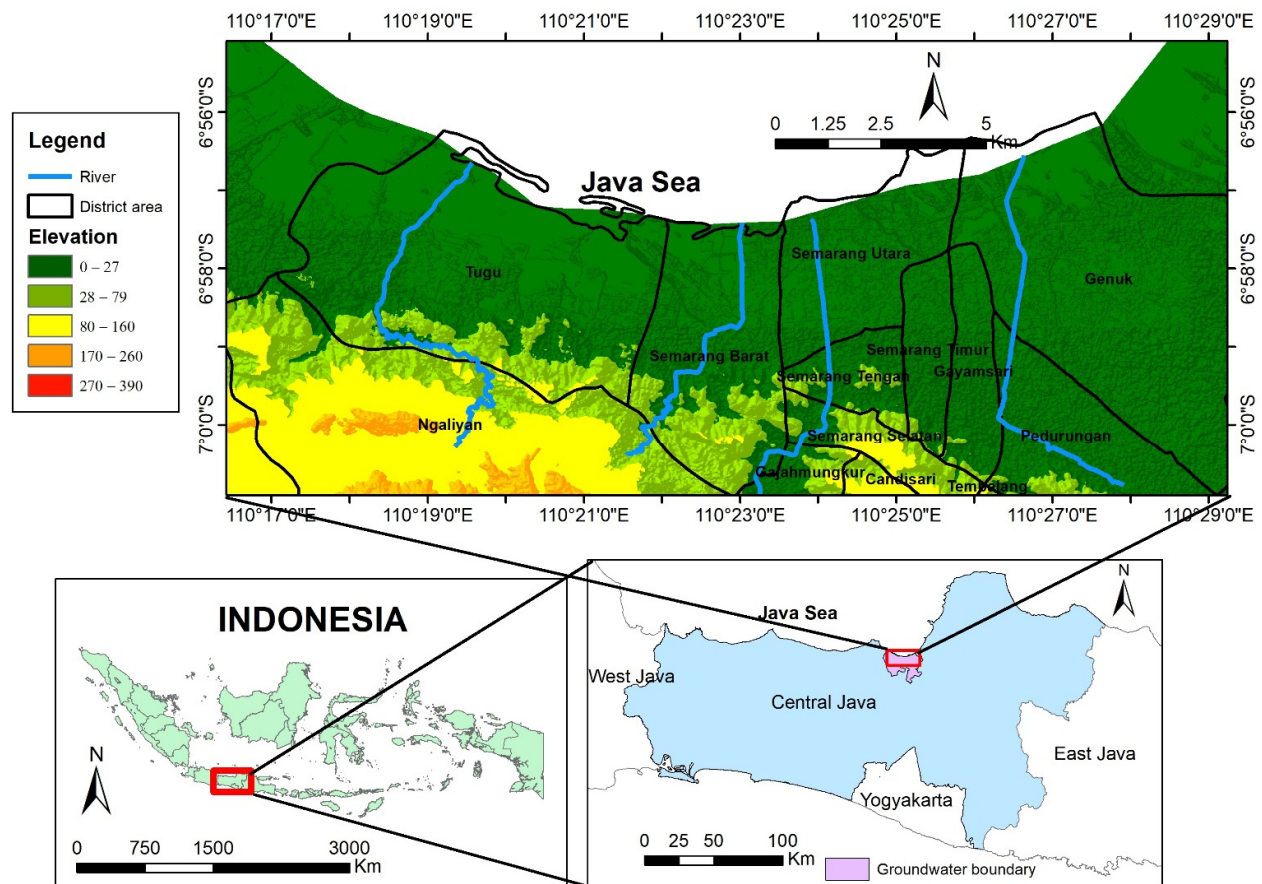 110°17'0"E 110°19'0"E 110°21'0"E 110°23'0"E 110°25'0"E 110°27'0"E 110°29'0"E
6°56'0"S
6°58'0"S
7°0'0"S
6°56'0"S
6°58'0"S
7°0'0"S
N
0 1.25 2.5 5
Km
Java Sea
Tugu
Semarang Utara
Genuk
Semarang Barat
Semarang Timur
Semarang Tengah
Gayamsari
Ngaliyan
Semarang Selatan
Pedurungan
Gajahmungkur
Candisari
Tembalang
110°17'0"E 110°19'0"E 110°21'0"E 110°23'0"E 110°25'0"E 110°27'0"E 110°29'0"E
Legend
River
District area
Elevation
0 – 27
28 – 79
80 – 160
170 – 260
270 – 390
INDONESIA
N
0 750 1500 3000
Km
Java Sea
N
West Java
Central Java
East Java
Yogyakarta
0 25 50 100
Km
Groundwater boundary